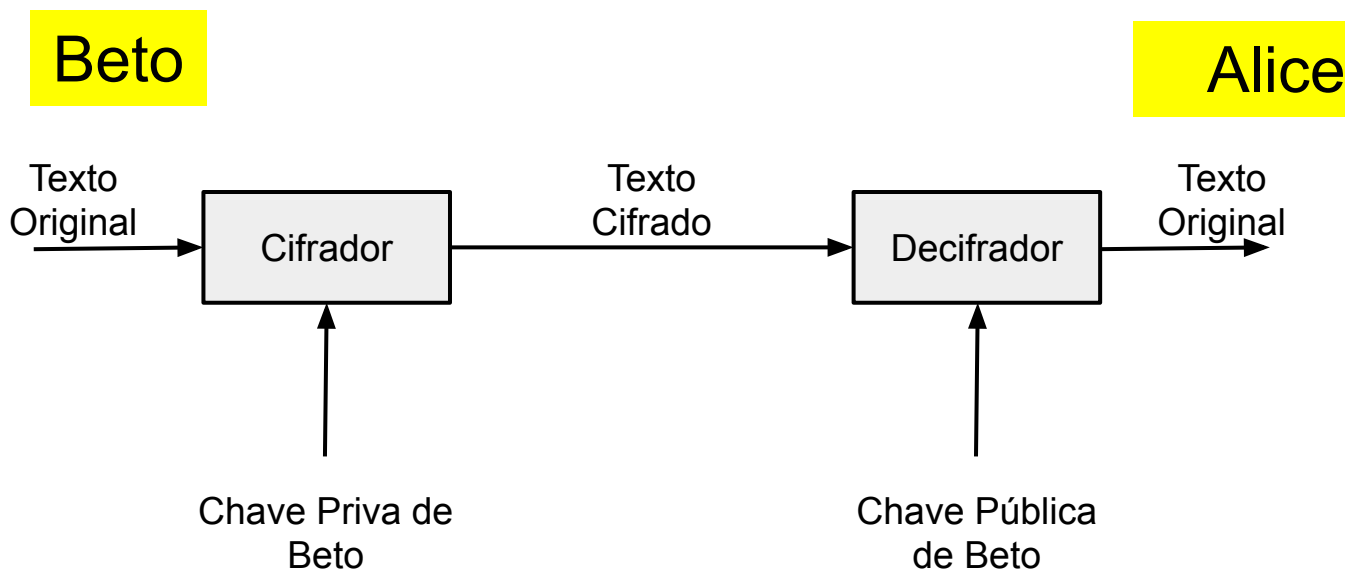 Beto
Alice
Texto
Original
Texto
Cifrado
Texto
Original
Cifrador
Decifrador
Chave Priva de
Beto
Chave Pública
de Beto